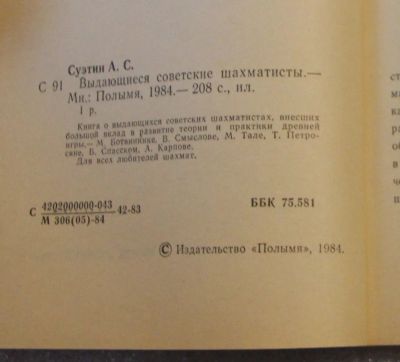 Суэтин А. С.
С 91 Выдающиеся советские шахматисты.—
Мн.: Полымя, 1984.— 208 с., ил.
1 р.
Книга о выдающихся советских шахматистах, внесших
большой вклад в развитие теории и практики древней
игры,— М. Ботвиннике, В. Смыслове, М. Тале, Т. Петро-
сяне, Б. Спасском, А. Карпове.
Для всех любителей шахмат.
С 4202000000-043 42-83
М 306(05)-84
ББК 75.581
© Издательство «Полымя», 1984.